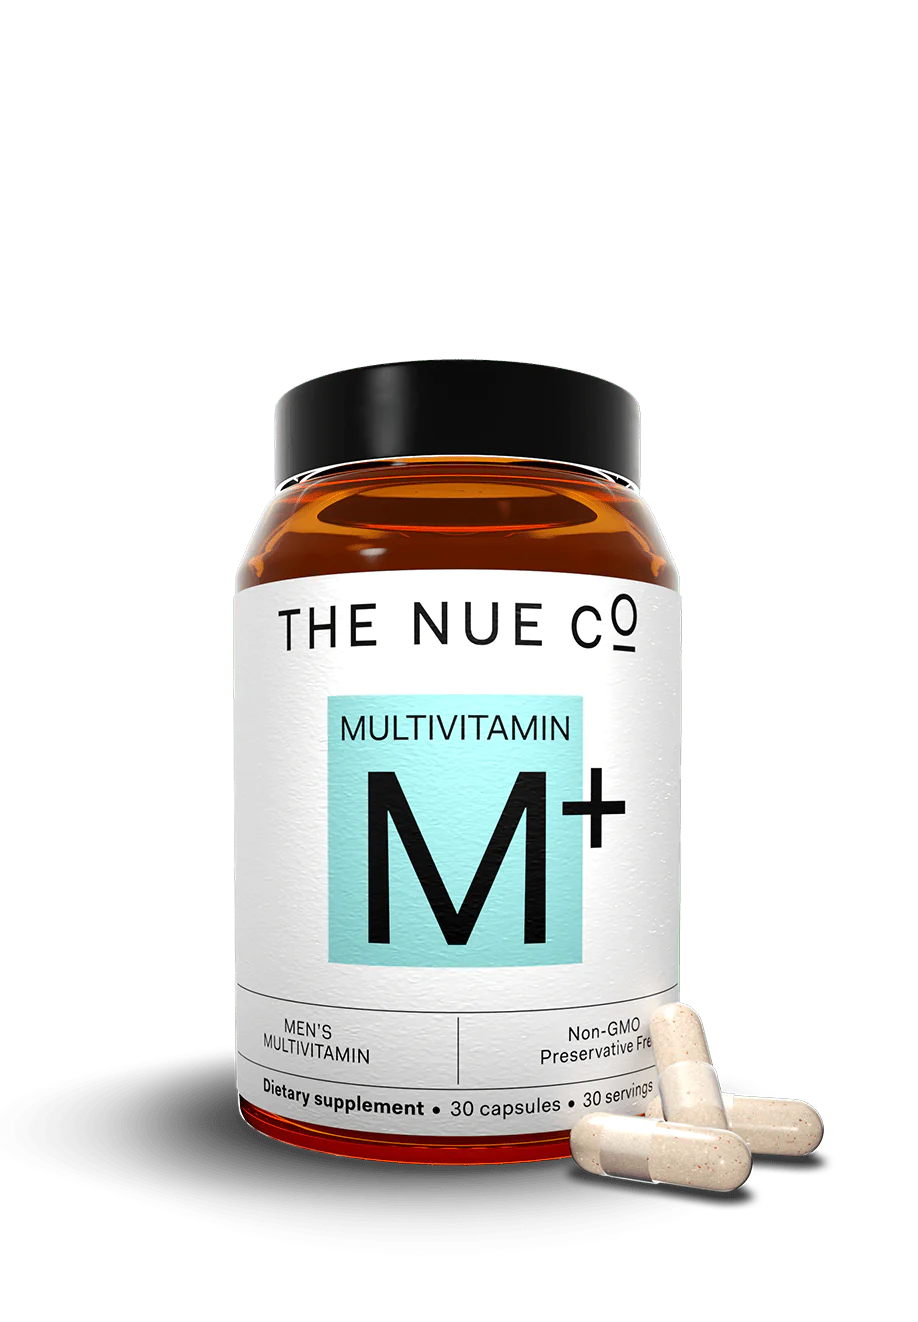 THE NUE CO
MULTIVITAMIN
M+
MEN'S
MULTIVITAMIN
Non-GMO
Preservative Fre
Dietary supplement • 30 capsules • 30 servings